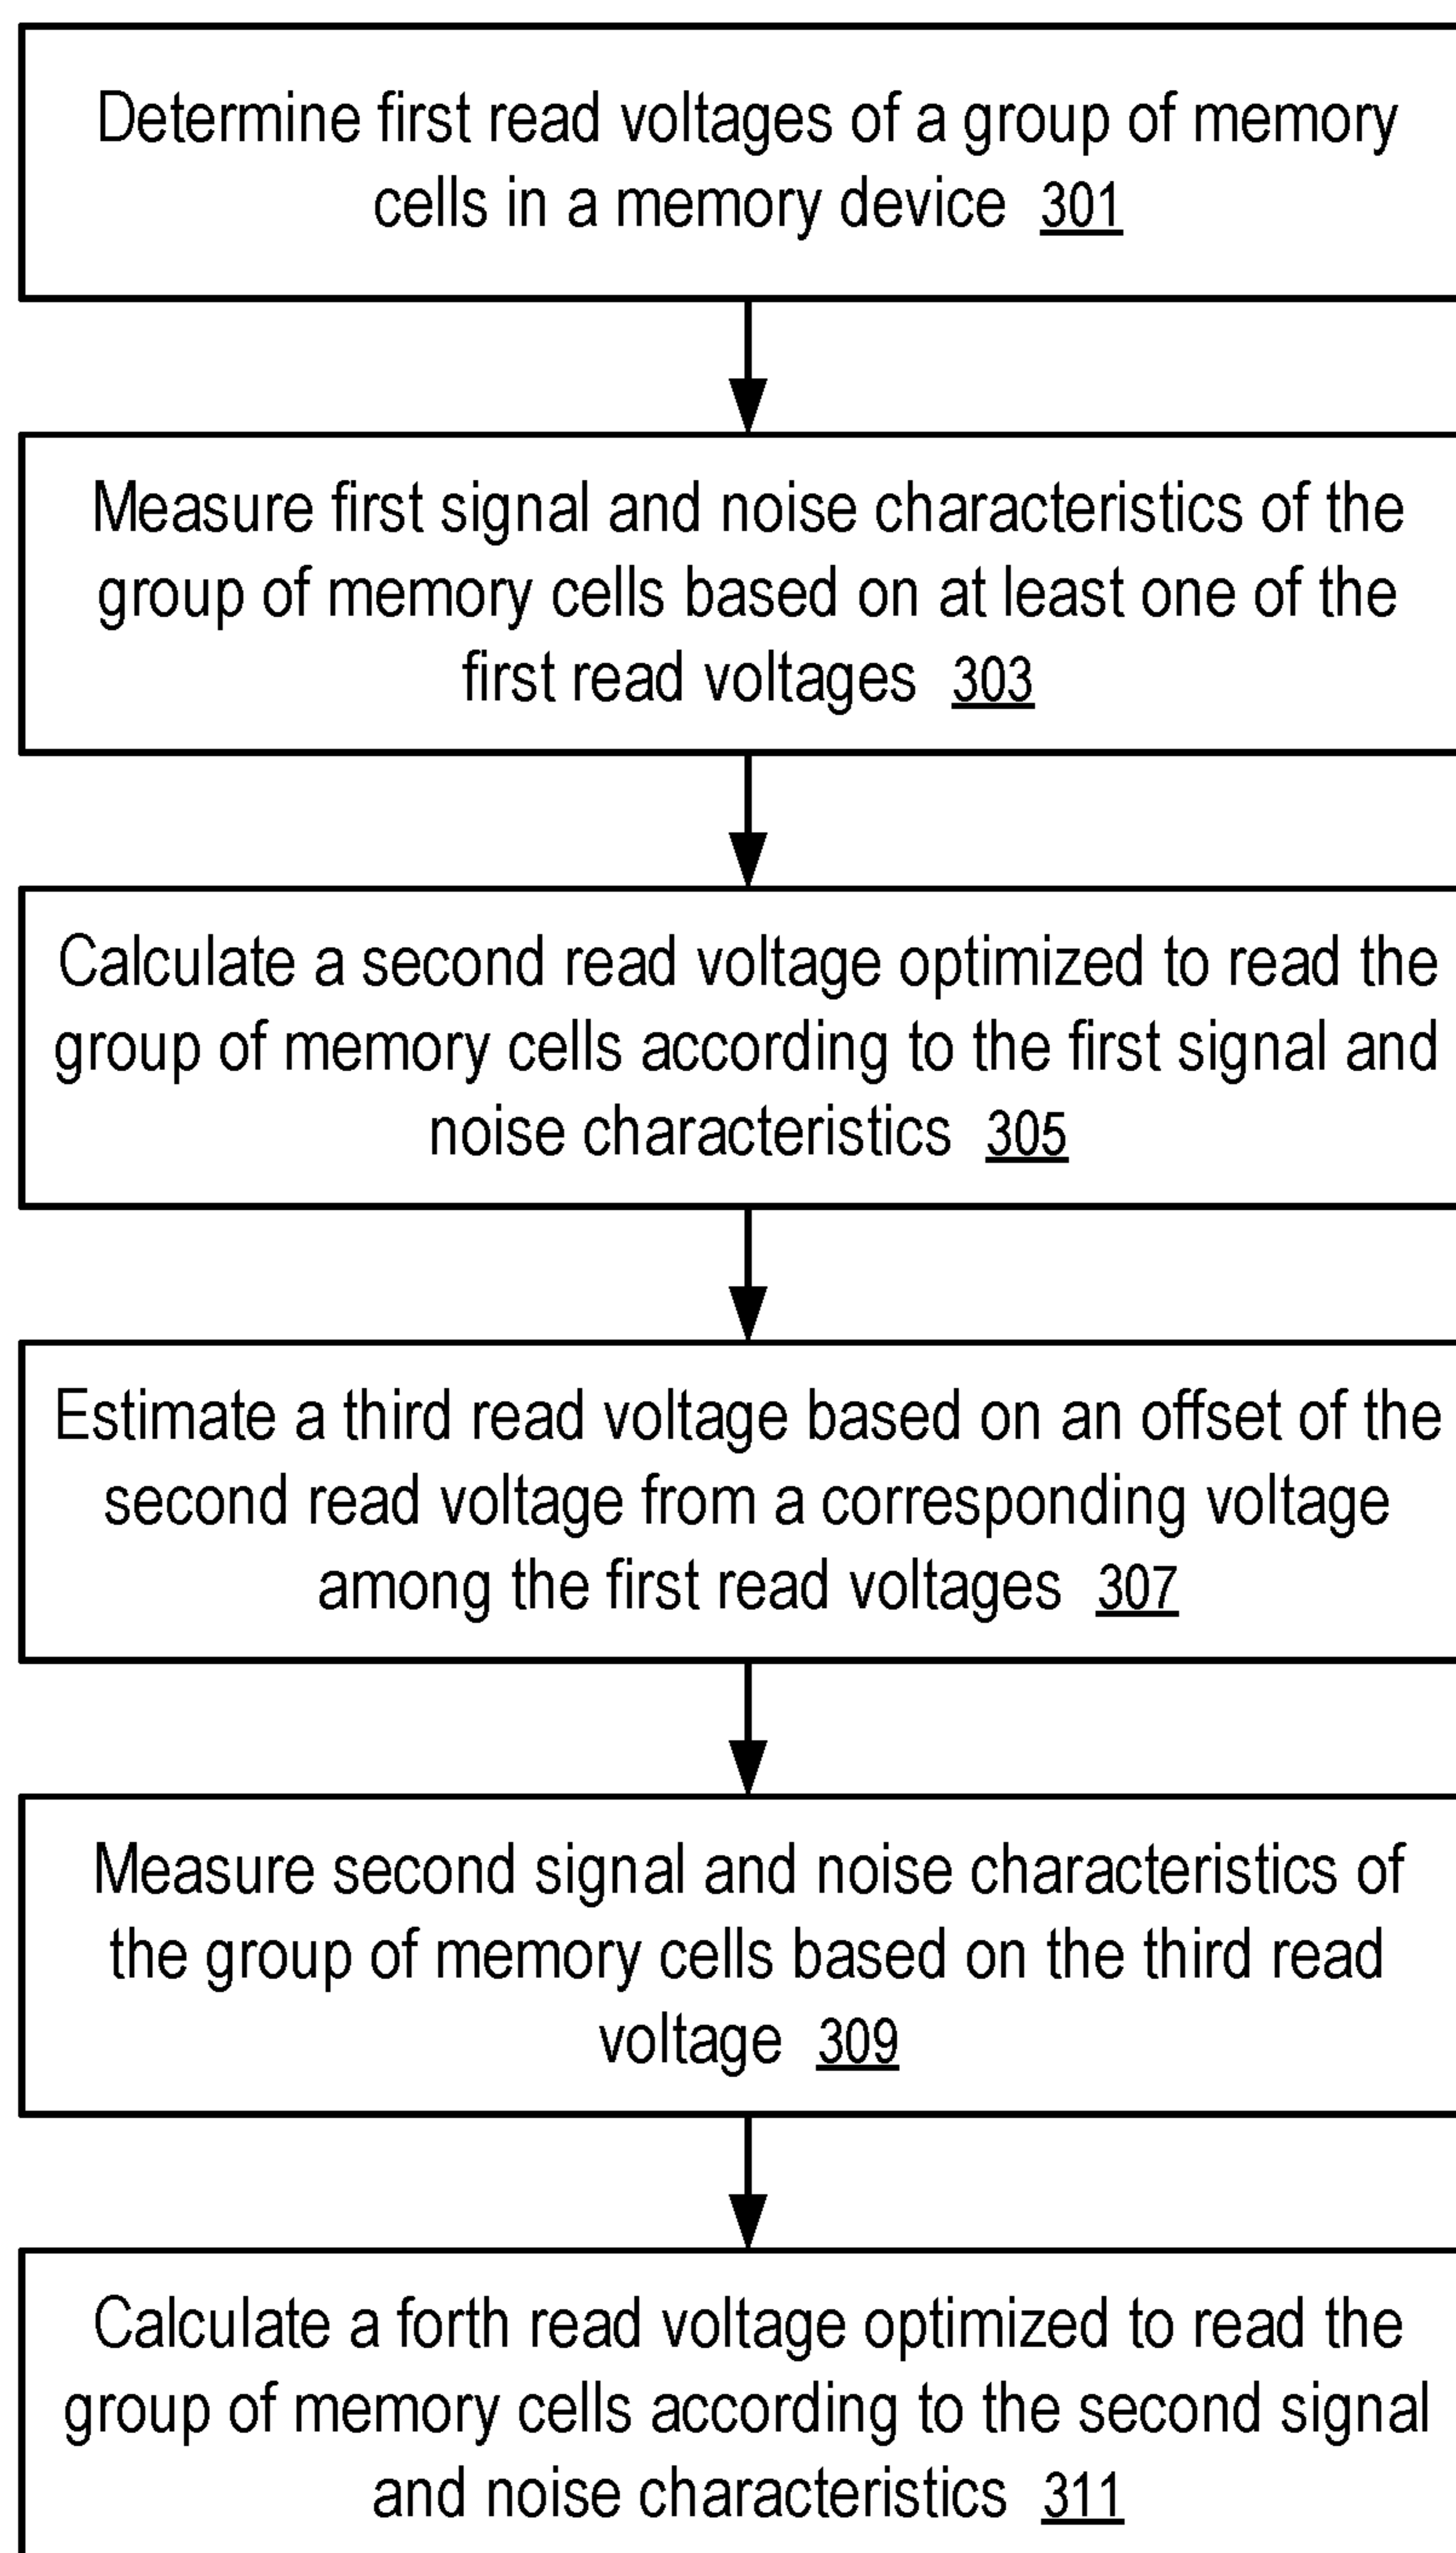 Determine first read voltages of a group of memory
cells in a memory device 301
Measure first signal and noise characteristics of the
group of memory cells based on at least one of the
first read voltages 303
Calculate a second read voltage optimized to read the
group of memory cells according to the first signal and
noise characteristics 305
Estimate a third read voltage based on an offset of the
second read voltage from a corresponding voltage
among the first read voltages 307
Measure second signal and noise characteristics of
the group of memory cells based on the third read
voltage 309
Calculate a forth read voltage optimized to read the
group of memory cells according to the second signal
and noise characteristics 311